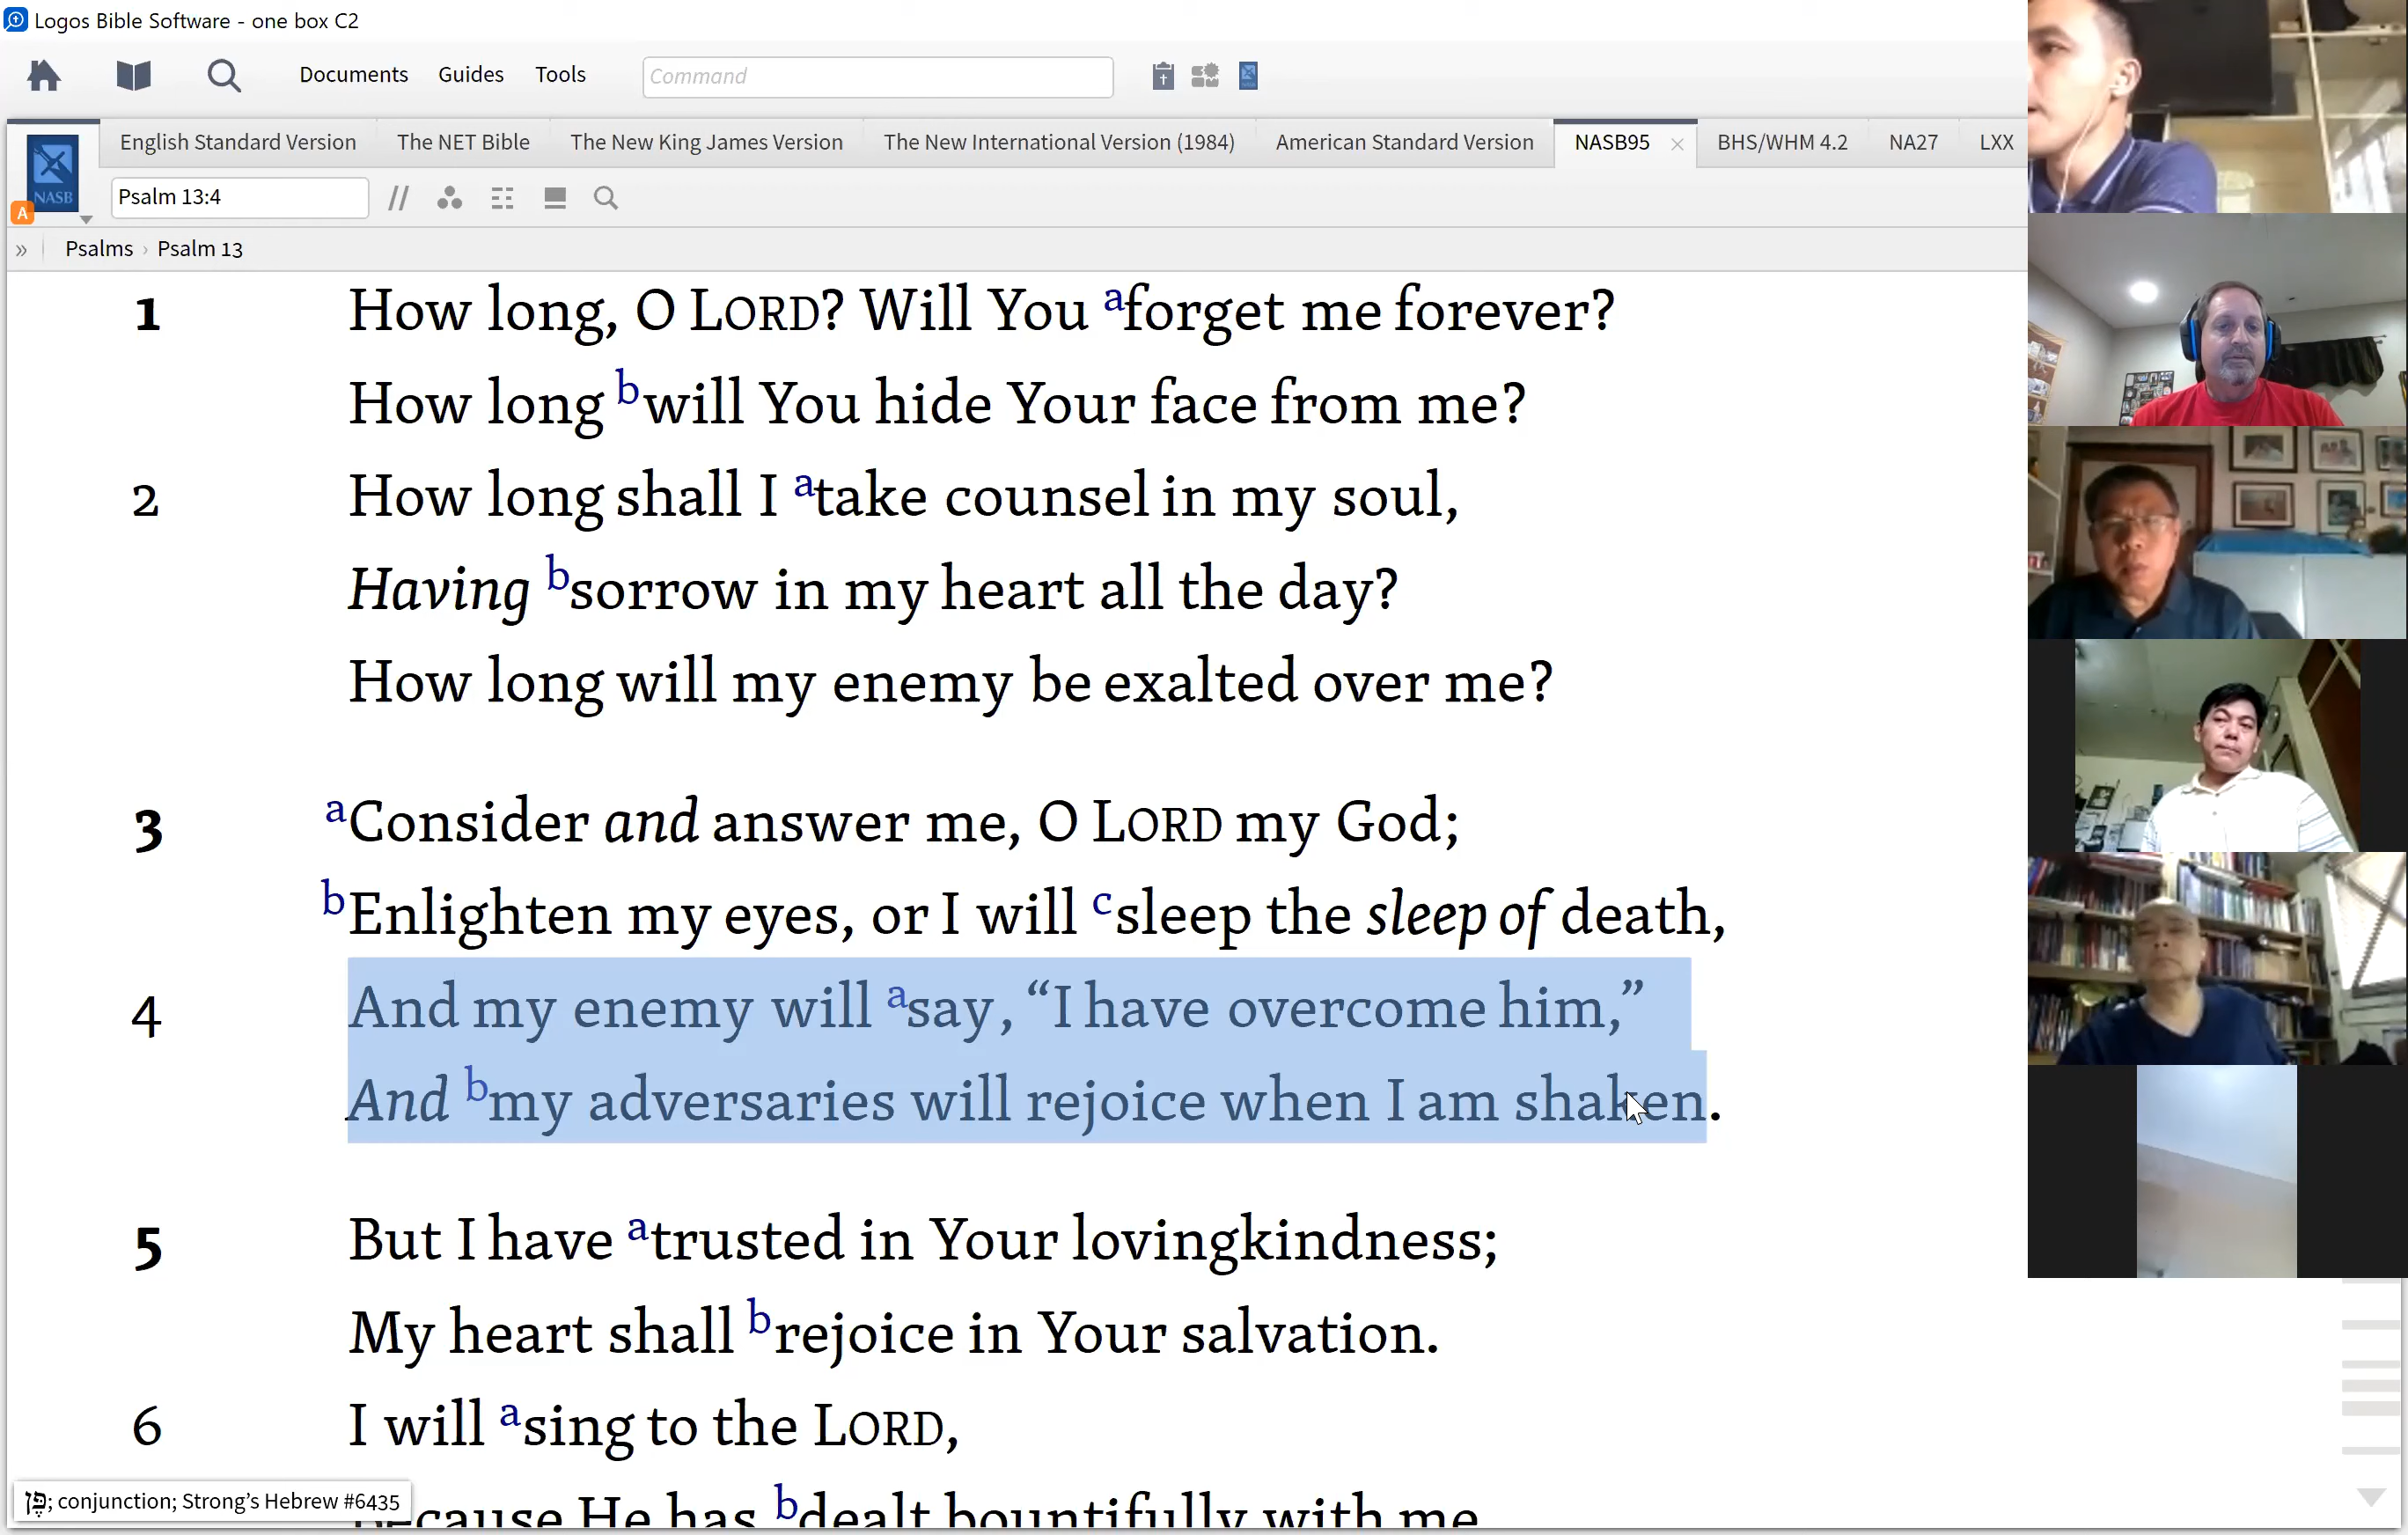 Logos Bible Software - one box C2
Documents Guides Tools Command
English Standard Version The NET Bible The New King James Version The New International Version (1984) American Standard Version NASB95 BHS/WHM 4.2 NA27 LXX
NASB
A
Psalm 13:4
» Psalms › Psalm 13
1 How long, O LORD? Will You aforget me forever?
How long bwill You hide Your face from me?
2 How long shall I atake counsel in my soul,
Having bsorrow in my heart all the day?
How long will my enemy be exalted over me?
3 aConsider and answer me, O LORD my God;
bEnlighten my eyes, or I will csleep the sleep of death,
4 And my enemy will asay, “I have overcome him,”
And bmy adversaries will rejoice when I am shaken.
5 But I have atrusted in Your lovingkindness;
My heart shall brejoice in Your salvation.
6 I will asing to the LORD,
Because He has bdealt bountifully with me
פֶּן; conjunction; Strong’s Hebrew #6435